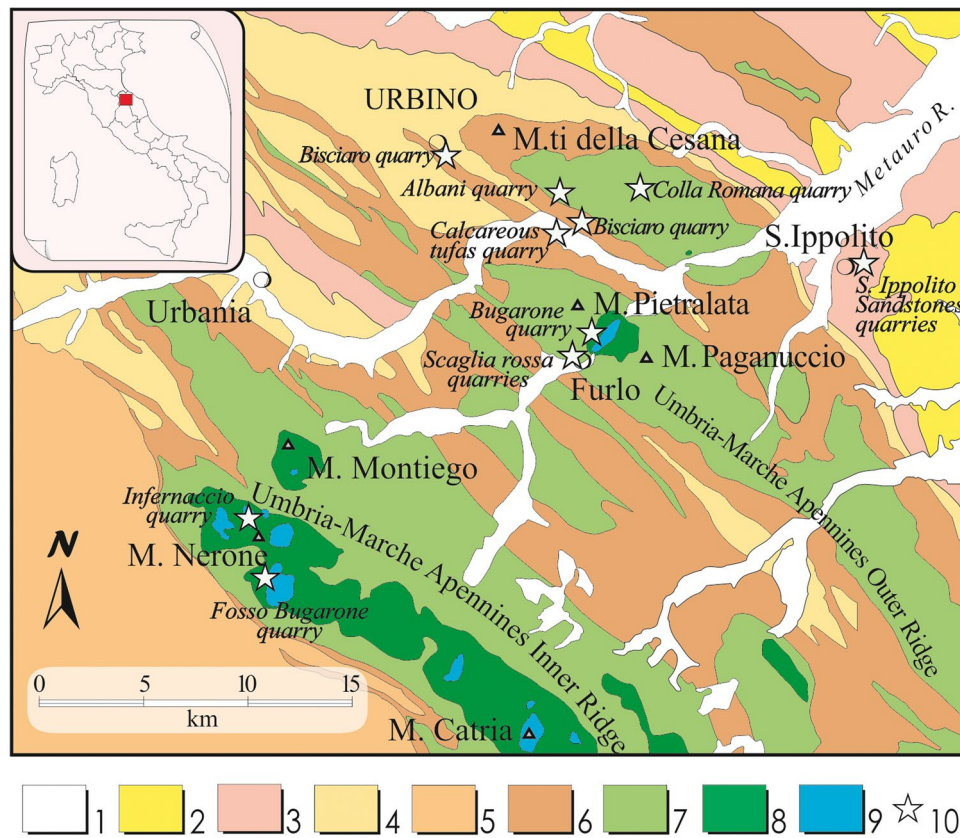 URBINO
M.ti della Cesana
Bisciaro quarry
Albani quarry
Colla Romana quarry
Metauro R.
Calcareous
tufas quarry
Bisciaro quarry
S.Ippolito
S. Ippolito
Sandstones
quarries
Urbania
Bugarone
quarry
M. Pietralata
Scaglia rossa
quarries
M. Paganuccio
Furlo
Umbria-Marche Apennines Outer Ridge
M. Montiego
Infernaccio
quarry
Umbria-Marche Apennines Inner Ridge
M. Nerone
Fosso Bugarone
quarry
N
0 5 10 15
km
M. Catria
1 2 3 4 5 6 7 8 9 10